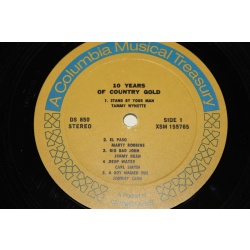 A Columbia Musical Treasury
10 YEARS
OF COUNTRY GOLD
1. STAND BY YOUR MAN
TAMMY WYNETTE
DS 850
STEREO
SIDE 1
XSM 155785
2. EL PASO
MARTY ROBBINS
3. BIG BAD JOHN
JIMMY DEAN
4. DEEP WATER
CARL SMITH
5. A BOY NAMED SUE
JOHNNY CASH